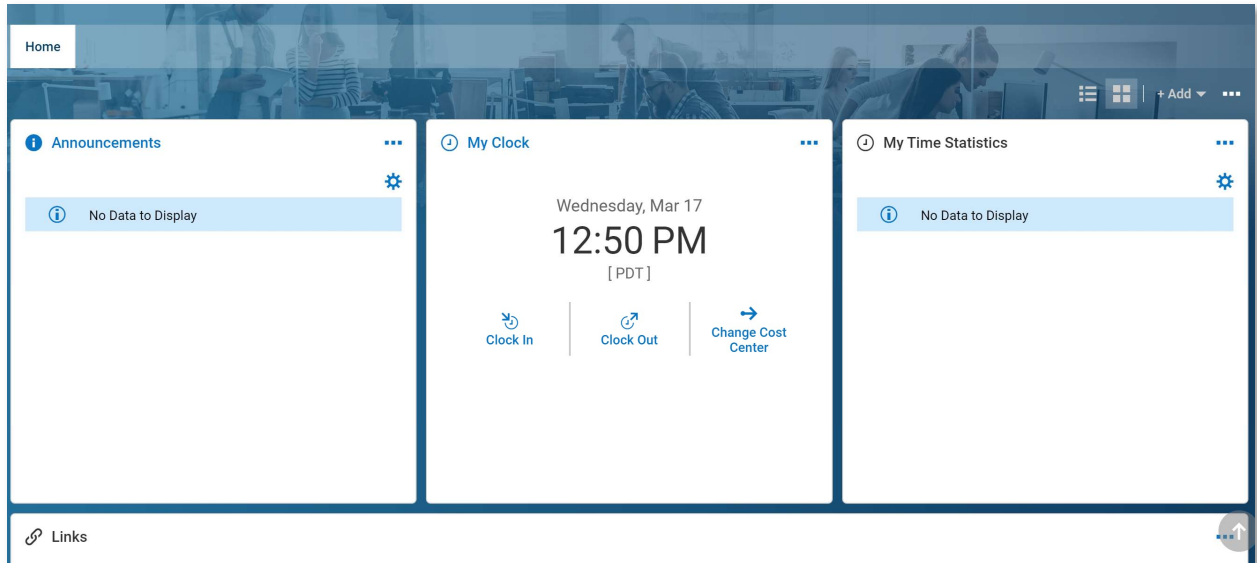 Home
+ Add
Announcements
No Data to Display
My Clock
Wednesday, Mar 17
12:50 PM
[ PDT ]
Clock In
Clock Out
Change Cost
Center
My Time Statistics
No Data to Display
Links